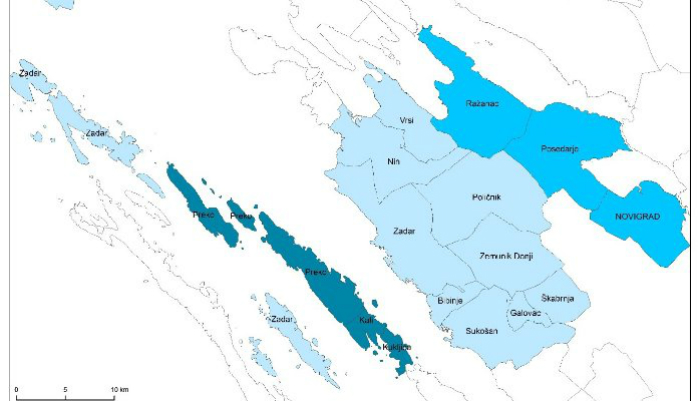 Zadar
Ražanac
Vrsi
Zadar
Posedarje
Nin
Poličnik
Preko
Preko
NOVIGRAD
Zadar
Zemunik Donji
Preko
Bibinje
Škabrnja
Galovac
Zadar
Kali
Sukošan
Kukljica
0 5 10 km